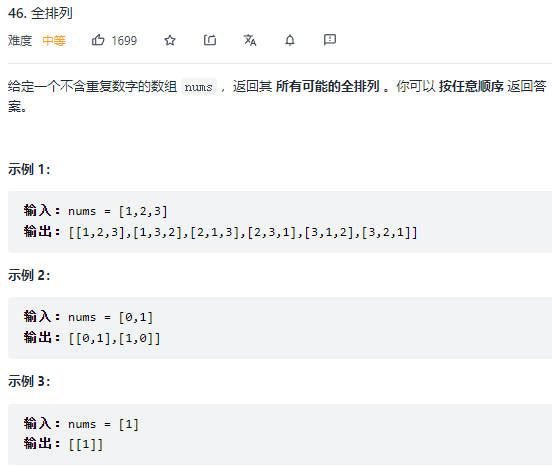 46. 全排列
难度 中等 1699
给定一个不含重复数字的数组 nums ，返回其 所有可能的全排列 。你可以 按任意顺序 返回答
案。
示例 1：
输入：nums = [1,2,3]
输出：[[1,2,3],[1,3,2],[2,1,3],[2,3,1],[3,1,2],[3,2,1]]
示例 2：
输入：nums = [0,1]
输出：[[0,1],[1,0]]
示例 3：
输入：nums = [1]
输出：[[1]]